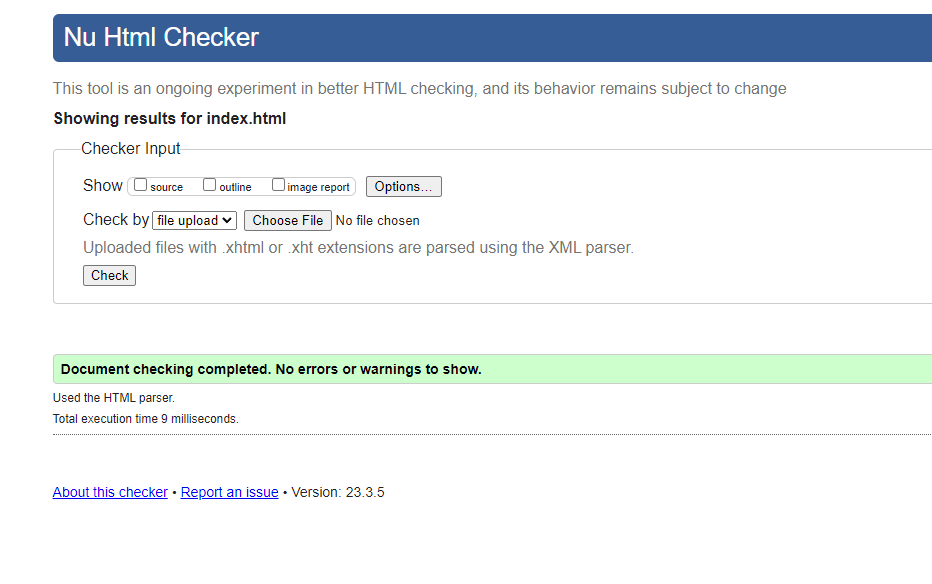 Nu Html Checker
This tool is an ongoing experiment in better HTML checking, and its behavior remains subject to change
Showing results for index.html
Checker Input
Show source outline image report Options...
Check by file upload Choose File No file chosen
Uploaded files with .xhtml or .xht extensions are parsed using the XML parser.
Check
Document checking completed. No errors or warnings to show.
Used the HTML parser.
Total execution time 9 milliseconds.
About this checker • Report an issue • Version: 23.3.5